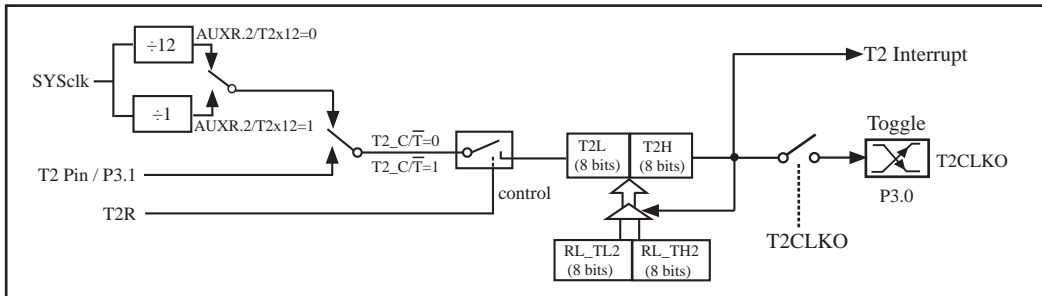 ÷12
AUXR.2/T2x12=0
SYSclk
÷1
AUXR.2/T2x12=1
T2 Interrupt
Toggle
T2_C/T̅=0
T2_C/T̅=1
T2L
(8 bits)
T2H
(8 bits)
T2CLKO
T2 Pin / P3.1
control
P3.0
T2R
T2CLKO
RL_TL2
(8 bits)
RL_TH2
(8 bits)